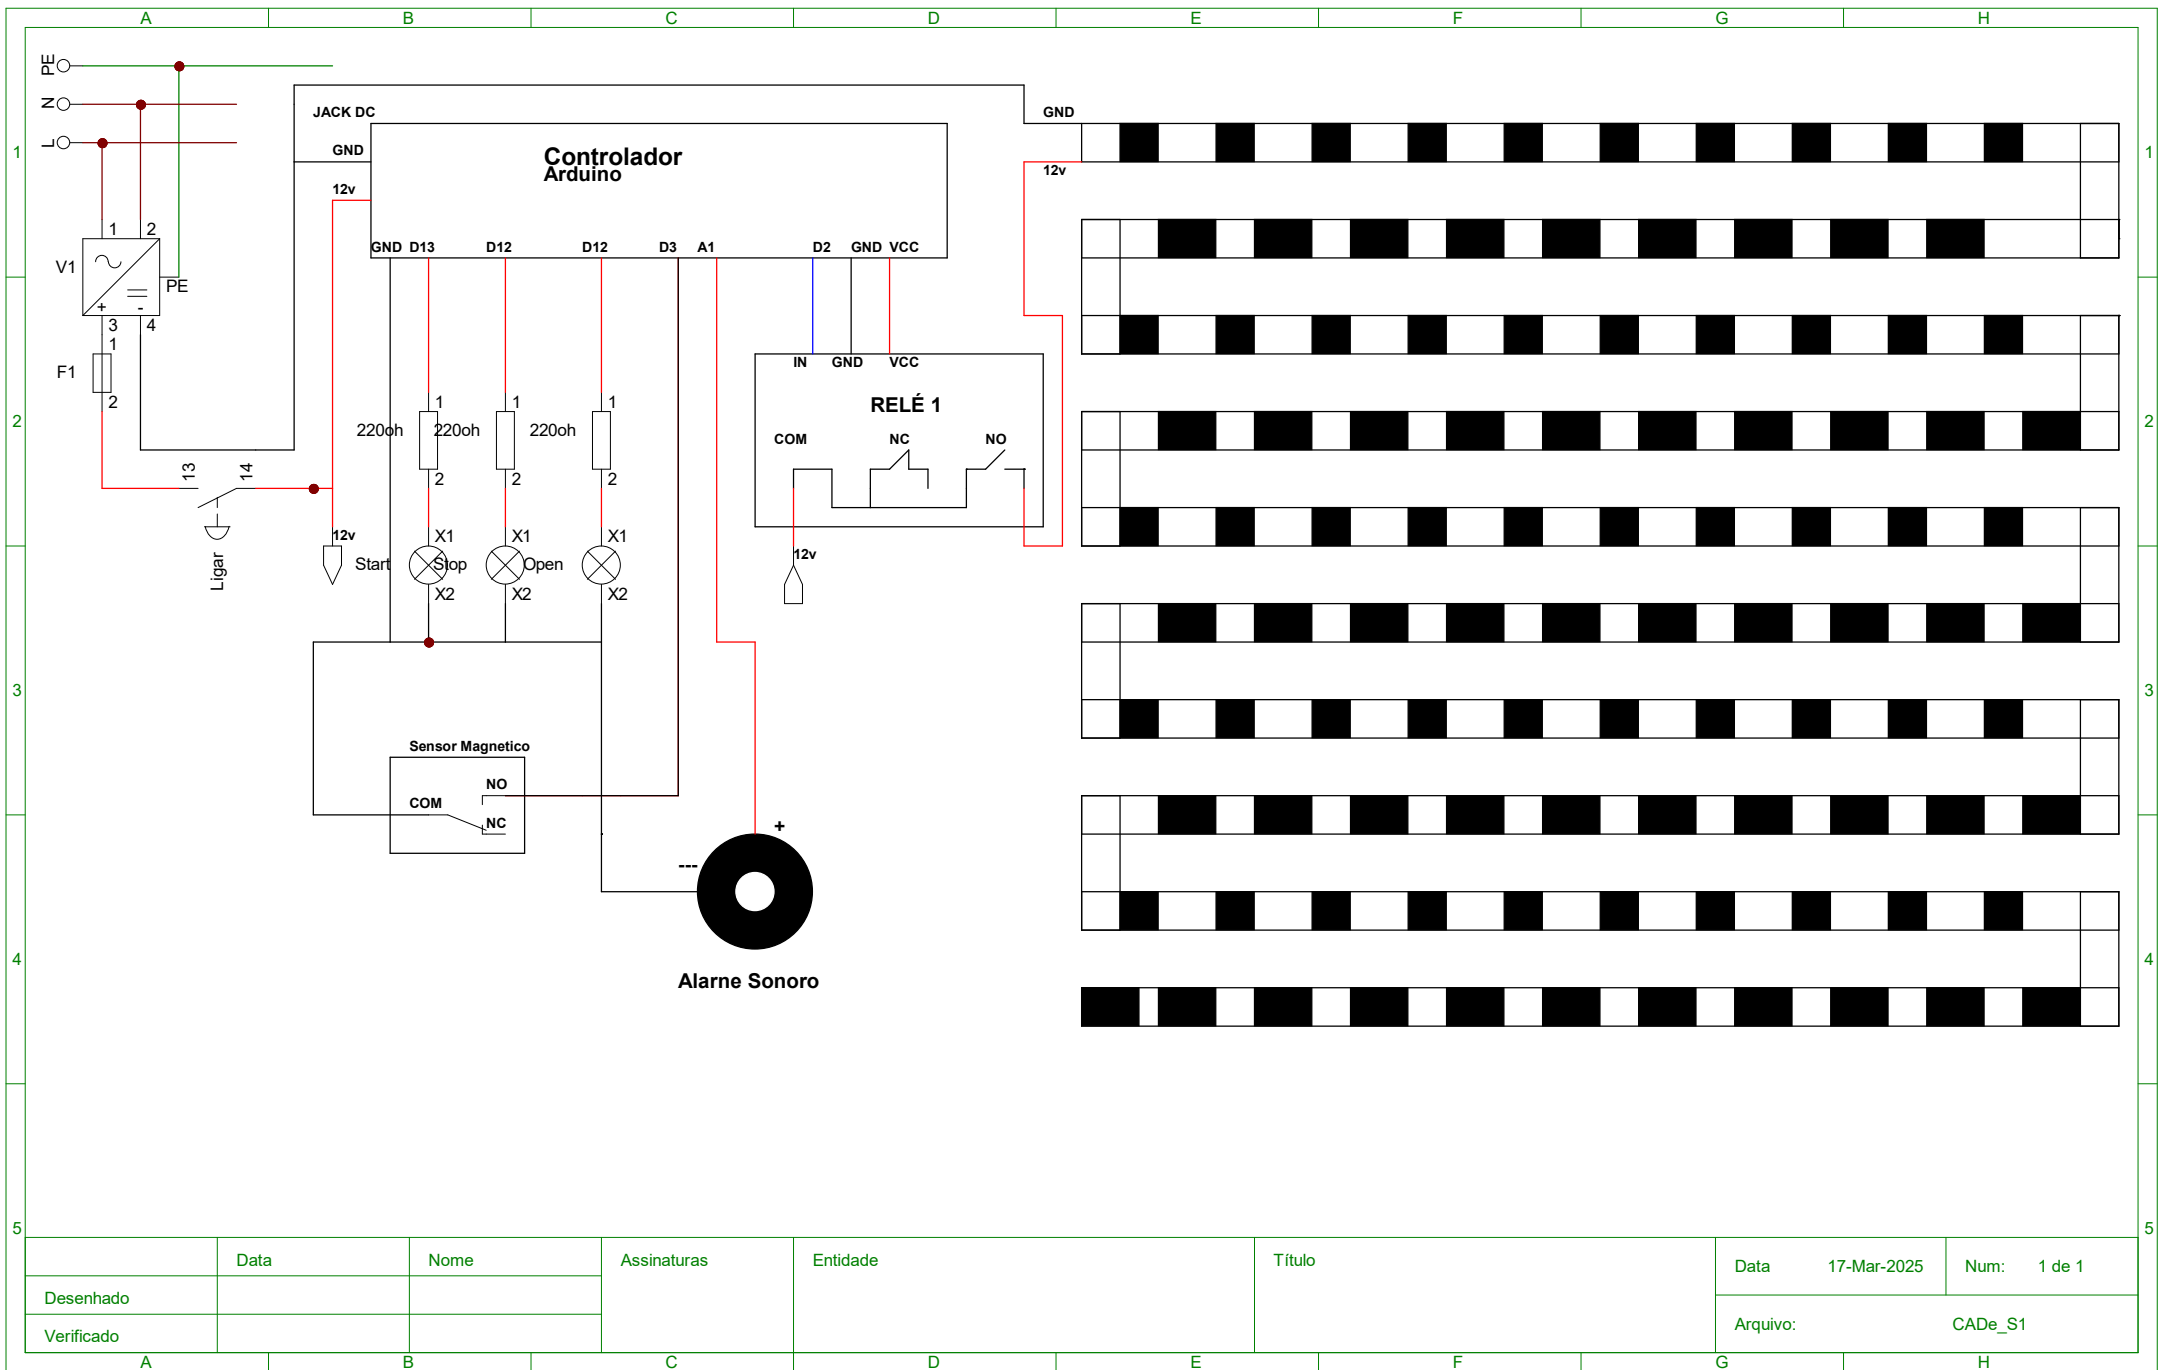 A B C D E F G H
PE
N
L
JACK DC
GND
GND
12v
Controlador
Arduino
12v
1 1
1 2
V1
PE
+ -
3 4
GND D13 D12 D12 D3 A1 D2 GND VCC
1
F1
2
IN GND VCC
RELÉ 1
COM NC NO
2 2
1 1 1
220oh 220oh 220oh
2 2 2
13 14
Ligar
12v
Start Stop Open
X1 X1 X1
X2 X2 X2
12v
3 3
Sensor Magnetico
NO
COM
NC
+
---
Alarne Sonoro
4 4
5 5
Data Nome Assinaturas Entidade Título
Data 17-Mar-2025 Num: 1 de 1
Desenhado
Verificado
Arquivo: CADe_S1
A B C D E F G H